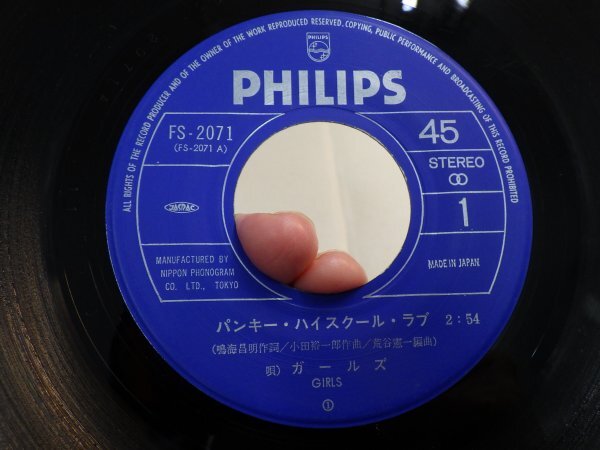 ALL RIGHTS OF THE RECORD PRODUCER AND OF THE OWNER OF THE WORK REPRODUCED RESERVED. COPYING, PUBLIC PERFORMANCE AND BROADCASTING OF THIS RECORD PROHIBITED
PHILIPS
PHILIPS
FS-2071
(FS-2071 A)
45
STEREO
1
JASRAC
MANUFACTURED BY
NIPPON PHONOGRAM
CO. LTD., TOKYO
MADE IN JAPAN
パンキー・ハイスクール・ラブ 2:54
(鳴海昌明作詞/小田裕一郎作曲/荒谷憲一編曲)
唄) ガールズ
GIRLS
①